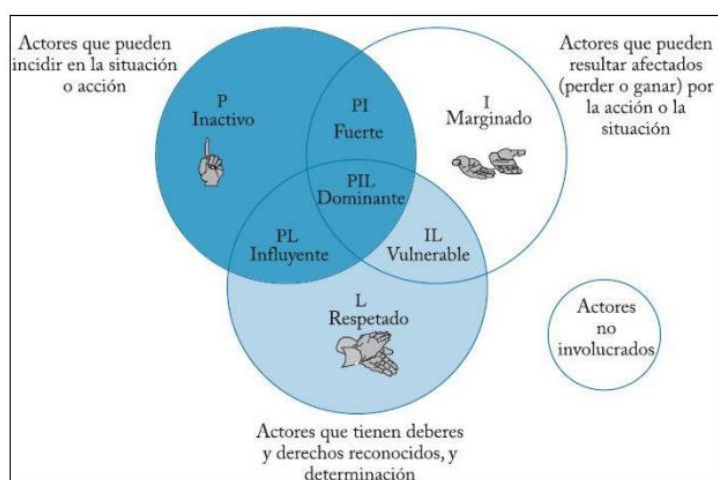 Actores que pueden
incidir en la situación
o acción
Actores que pueden
resultar afectados
(perder o ganar) por
la acción o la
situación
P
Inactivo
PI
Fuerte
I
Marginado
PIL
Dominante
PL
Influyente
IL
Vulnerable
L
Respetado
Actores
no
involucrados
Actores que tienen deberes
y derechos reconocidos, y
determinación